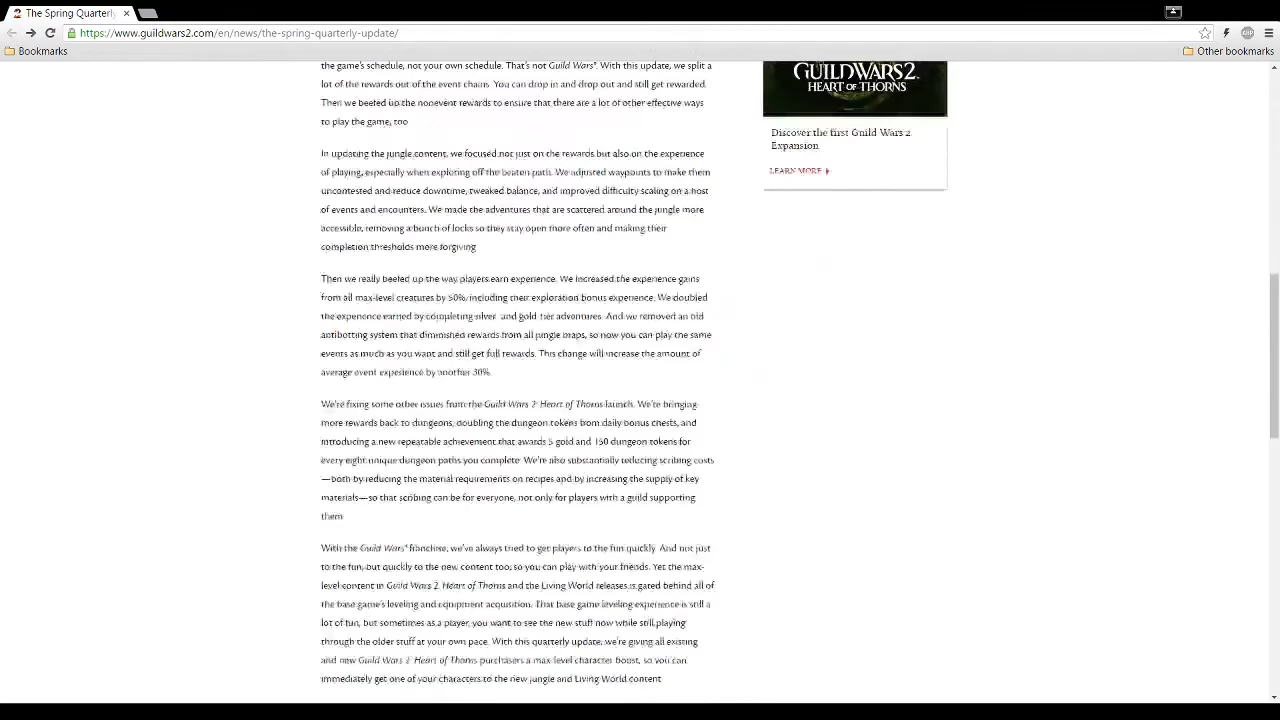 The Spring Quarterly
https://www.guildwars2.com/en/news/the-spring-quarterly-update/
Bookmarks
Other bookmarks
the game's schedule, not your own schedule. That's not Guild Wars®. With this update, we split a
lot of the rewards out of the event chains. You can drop in and drop out and still get rewarded.
Then we beefed up the nonevent rewards to ensure that there are a lot of other effective ways
to play the game, too
In updating the jungle content, we focused not just on the rewards but also on the experience
of playing, especially when exploring off the beaten path. We adjusted waypoints to make them
uncontested and reduce downtime, tweaked balance, and improved difficulty scaling on a host
of events and encounters. We made the adventures that are scattered around the jungle more
accessible, removing a bunch of locks so they stay open more often and making their
completion thresholds more forgiving
Then we really beefed up the way players earn experience. We increased the experience gains
from all max-level creatures by 50%, including their exploration bonus experience. We doubled
the experience earned by completing silver- and gold-tier adventures. And we removed an old
antibotting system that diminished rewards from all jungle maps, so now you can play the same
events as much as you want and still get full rewards. This change will increase the amount of
average event experience by another 30%.
We're fixing some other issues from the Guild Wars 2: Heart of Thorns launch. We're bringing
more rewards back to dungeons, doubling the dungeon tokens from daily bonus chests, and
introducing a new repeatable achievement that awards 5 gold and 150 dungeon tokens for
every eight unique dungeon paths you complete. We're also substantially reducing scribing costs
—both by reducing the material requirements on recipes and by increasing the supply of key
materials—so that scribing can be for everyone, not only for players with a guild supporting
them
With the Guild Wars® franchise, we've always tried to get players to the fun quickly. And not just
to the fun, but quickly to the new content too, so you can play with your friends. Yet the max-
level content in Guild Wars 2: Heart of Thorns and the Living World releases is gated behind all of
the base game's leveling and equipment acquisition. That base game leveling experience is still a
lot of fun, but sometimes as a player, you want to see the new stuff now while still playing
through the older stuff at your own pace. With this quarterly update, we're giving all existing
and new Guild Wars 2: Heart of Thorns purchasers a max-level character boost, so you can
immediately get one of your characters to the new jungle and Living World content
GUILD WARS 2
HEART OF THORNS
Discover the first Guild Wars 2
Expansion
LEARN MORE